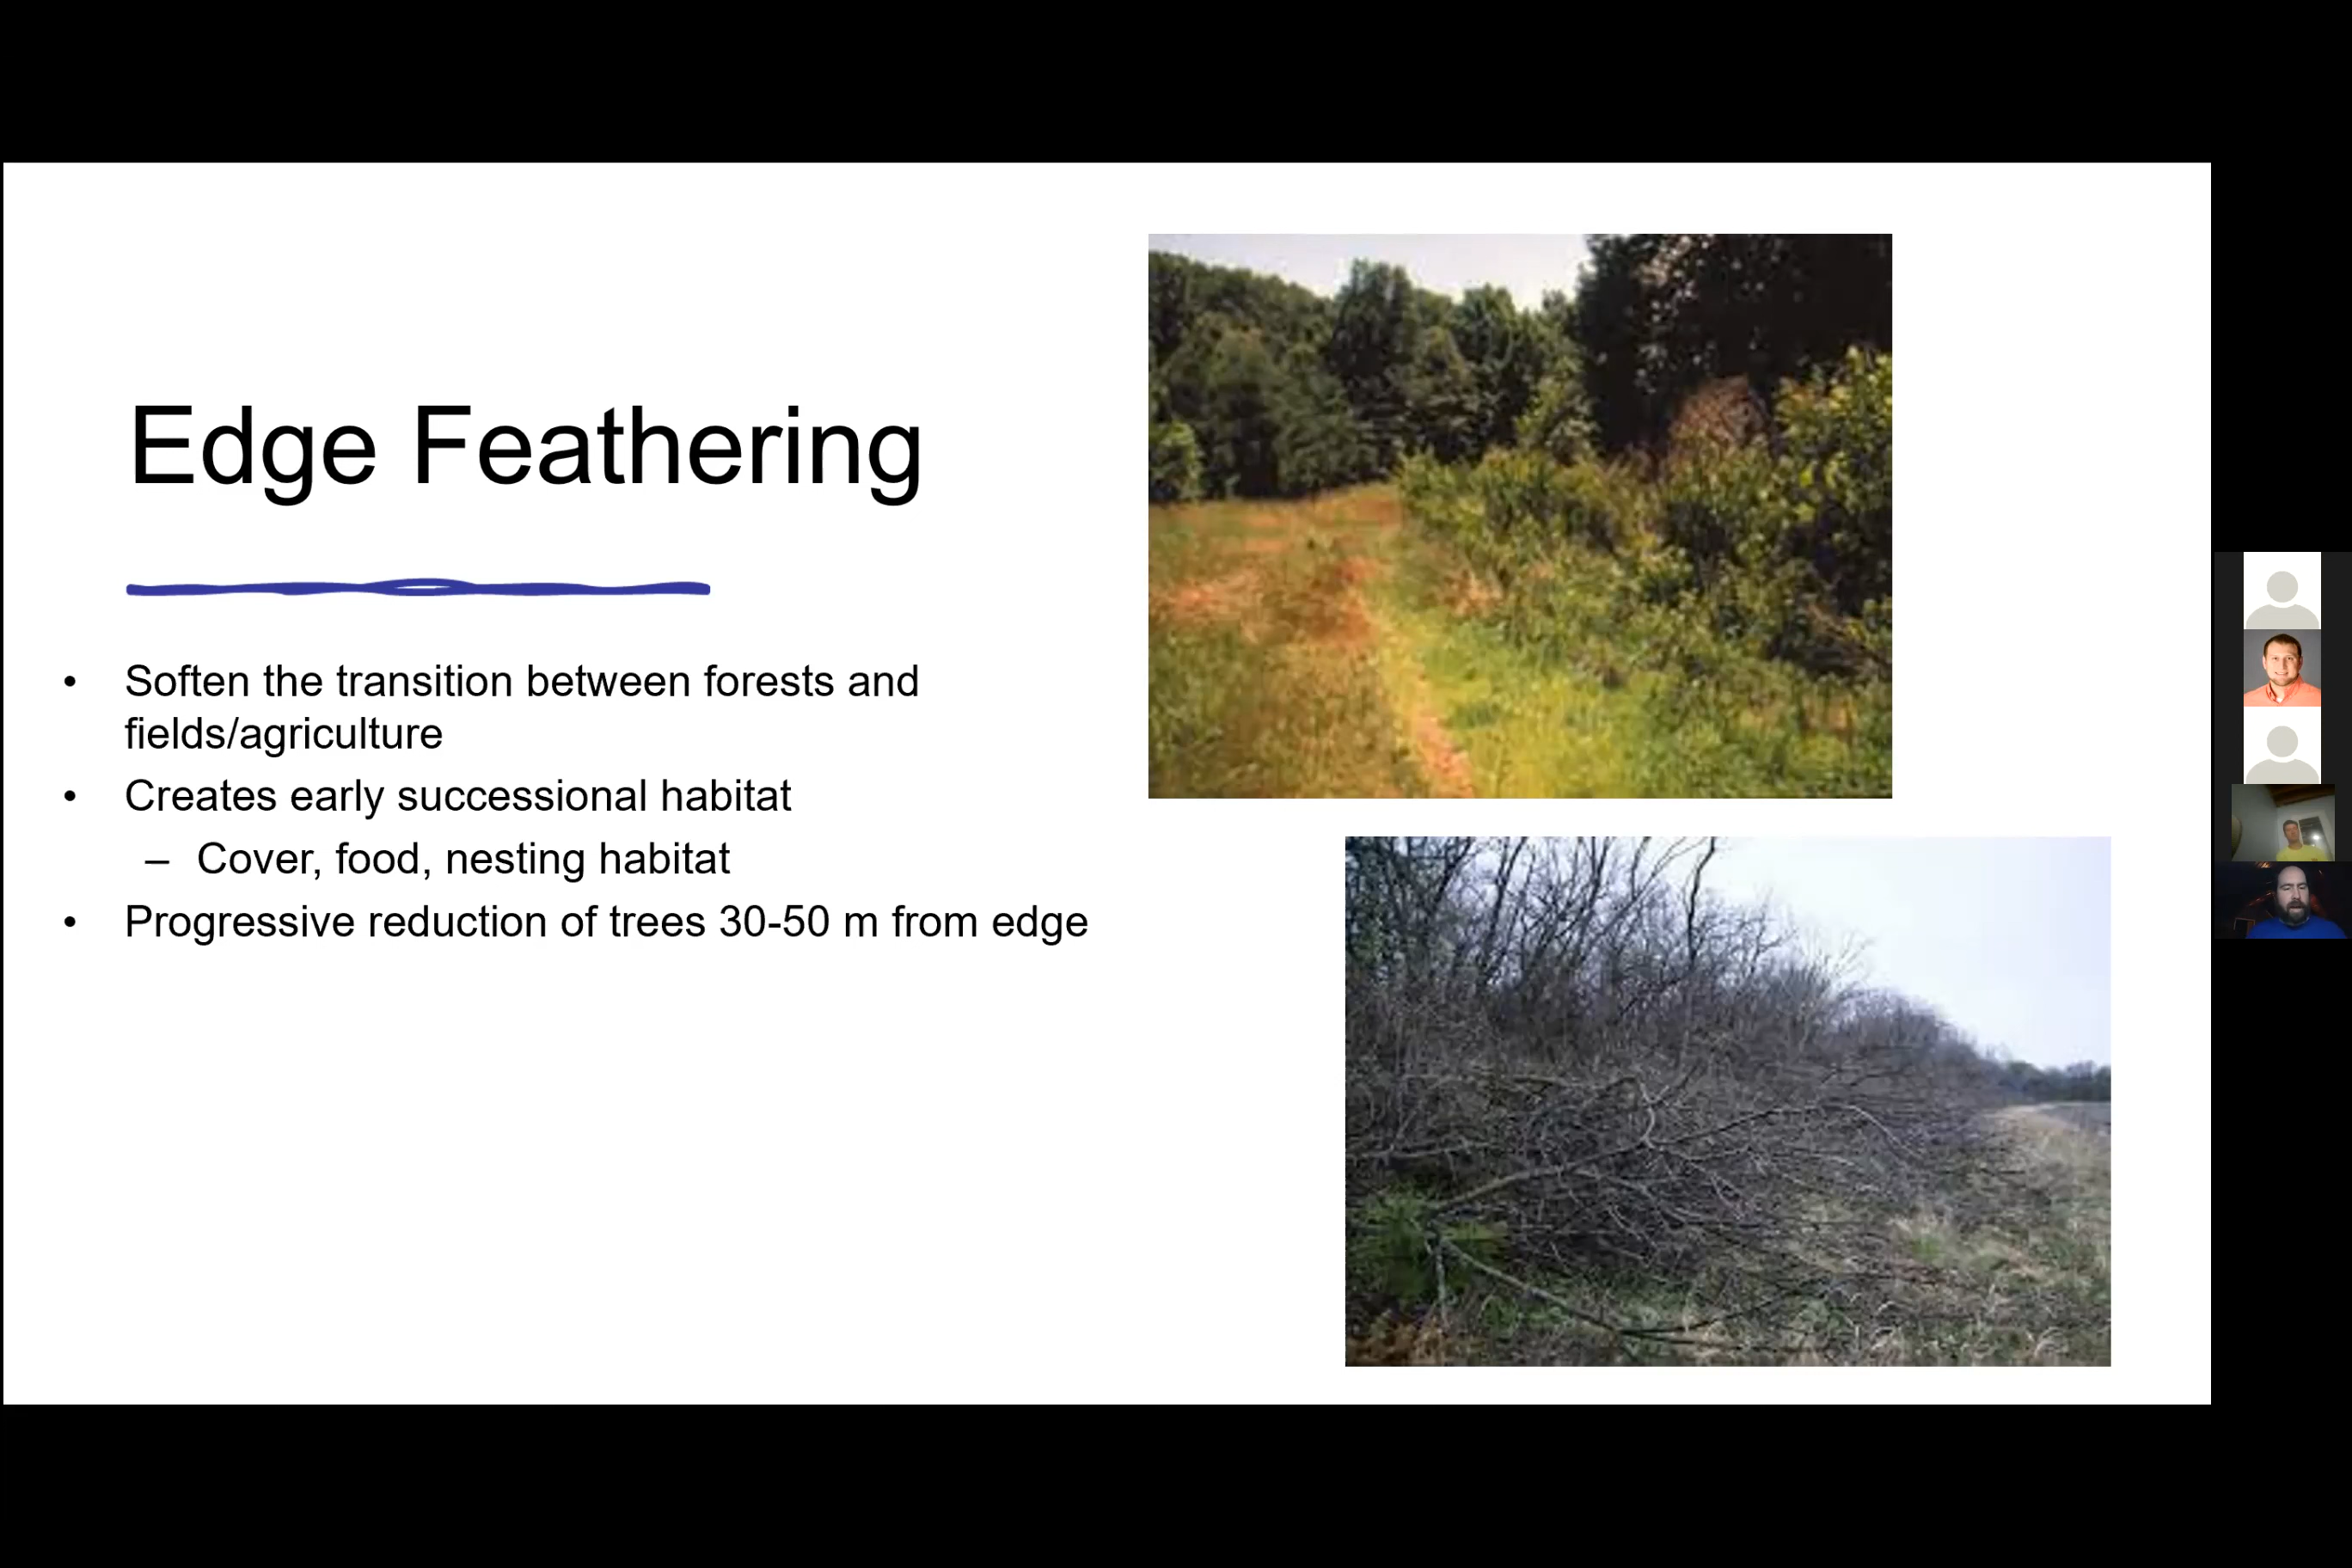 Edge Feathering
• Soften the transition between forests and
fields/agriculture
• Creates early successional habitat
– Cover, food, nesting habitat
• Progressive reduction of trees 30-50 m from edge